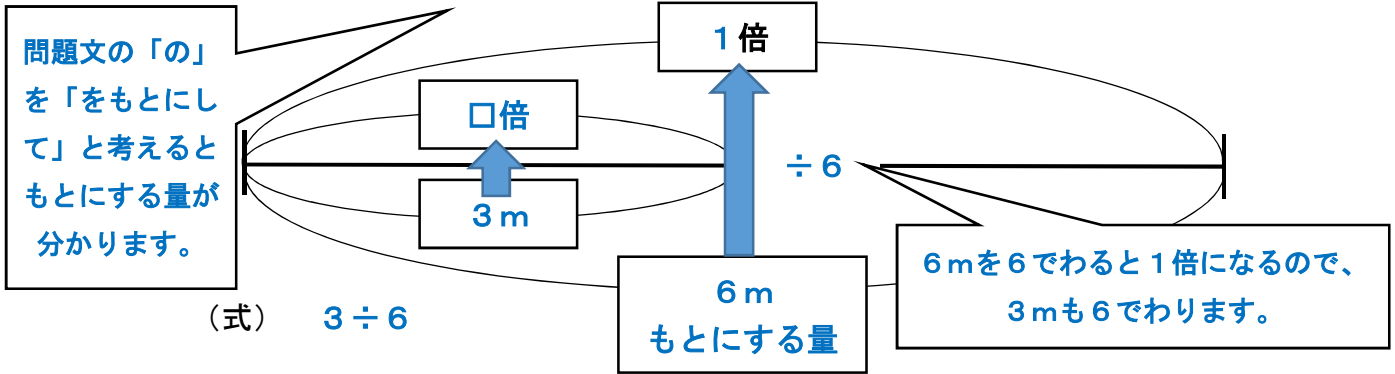 問題文の「の」
を「をもとにし
て」と考えると
もとにする量が
分かります。
１倍
□倍
３ｍ
÷６
６ｍ
もとにする量
６ｍを６でわると１倍になるので、
３ｍも６でわります。
（式）　３÷６